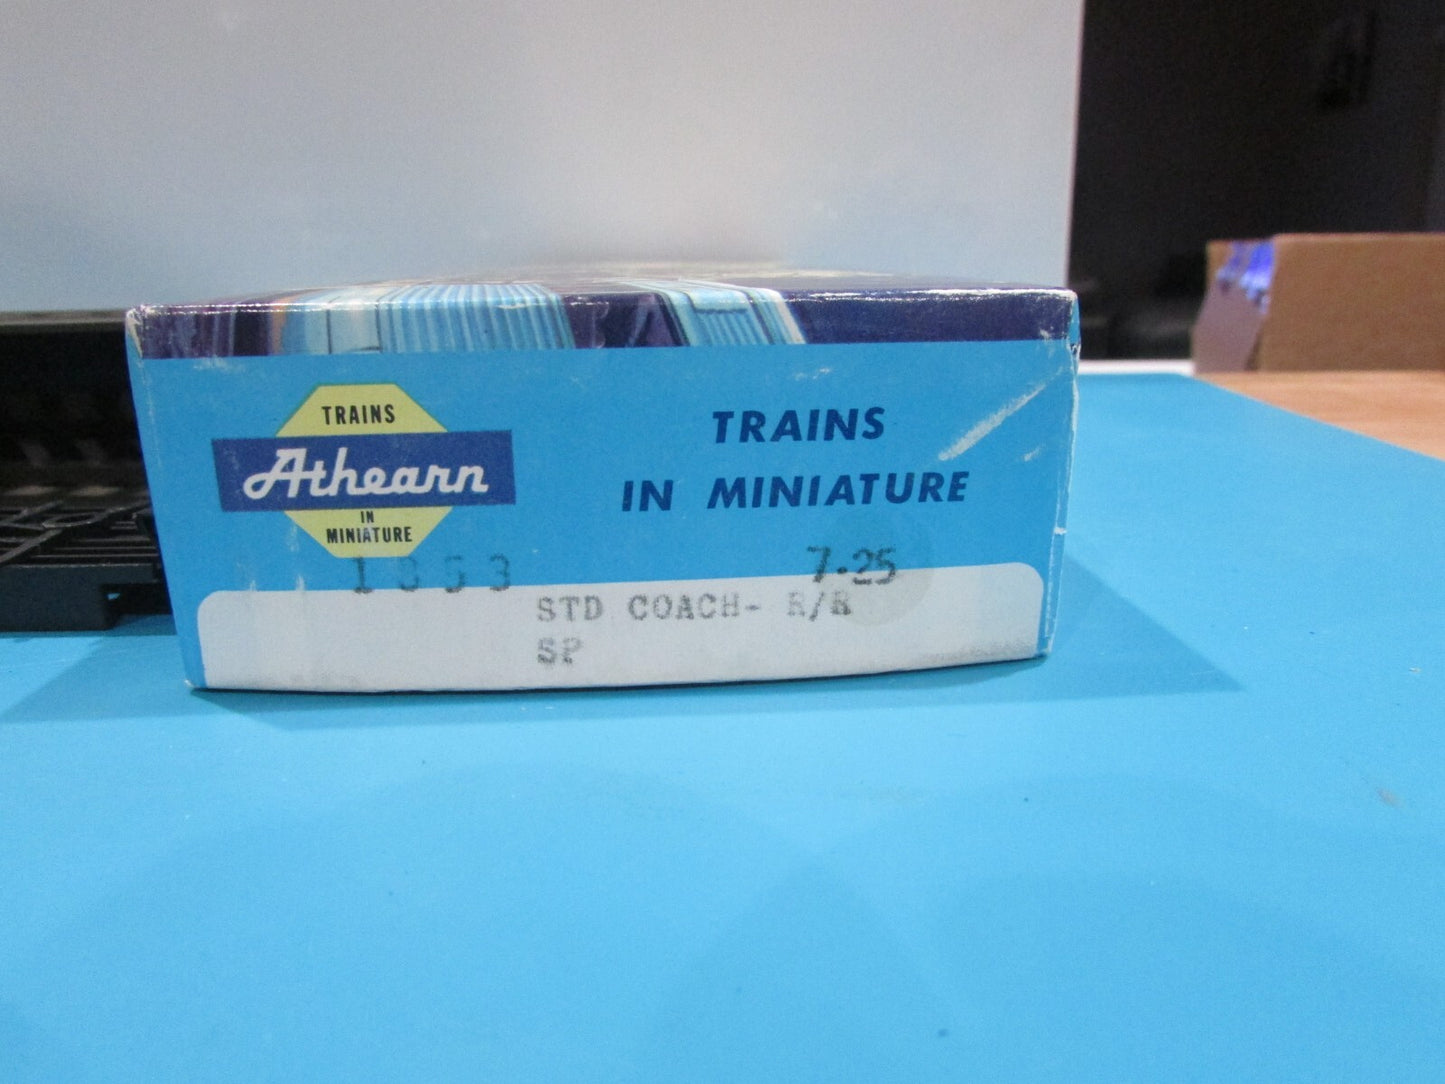 TRAINS
Athearn
IN
MINIATURE
TRAINS
IN MINIATURE
1853 7.25
STD COACH- R/R
SP